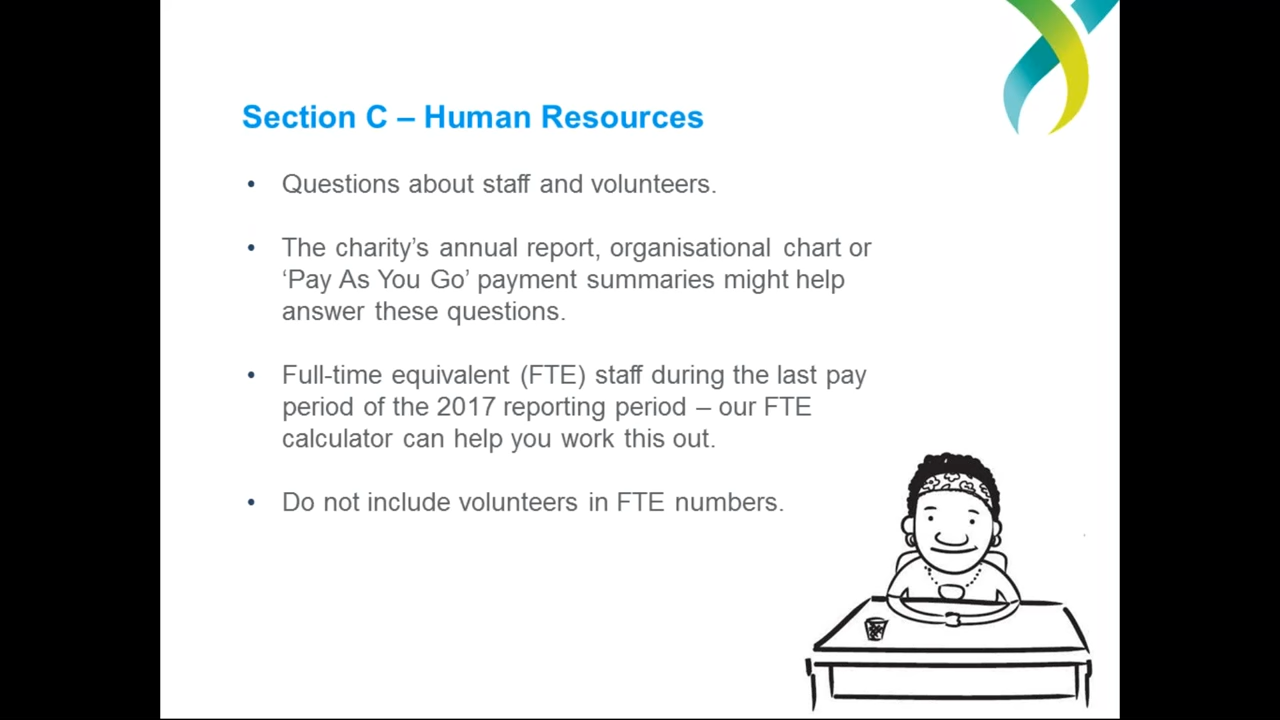 Section C – Human Resources
• Questions about staff and volunteers.
• The charity’s annual report, organisational chart or
‘Pay As You Go’ payment summaries might help
answer these questions.
• Full-time equivalent (FTE) staff during the last pay
period of the 2017 reporting period – our FTE
calculator can help you work this out.
• Do not include volunteers in FTE numbers.